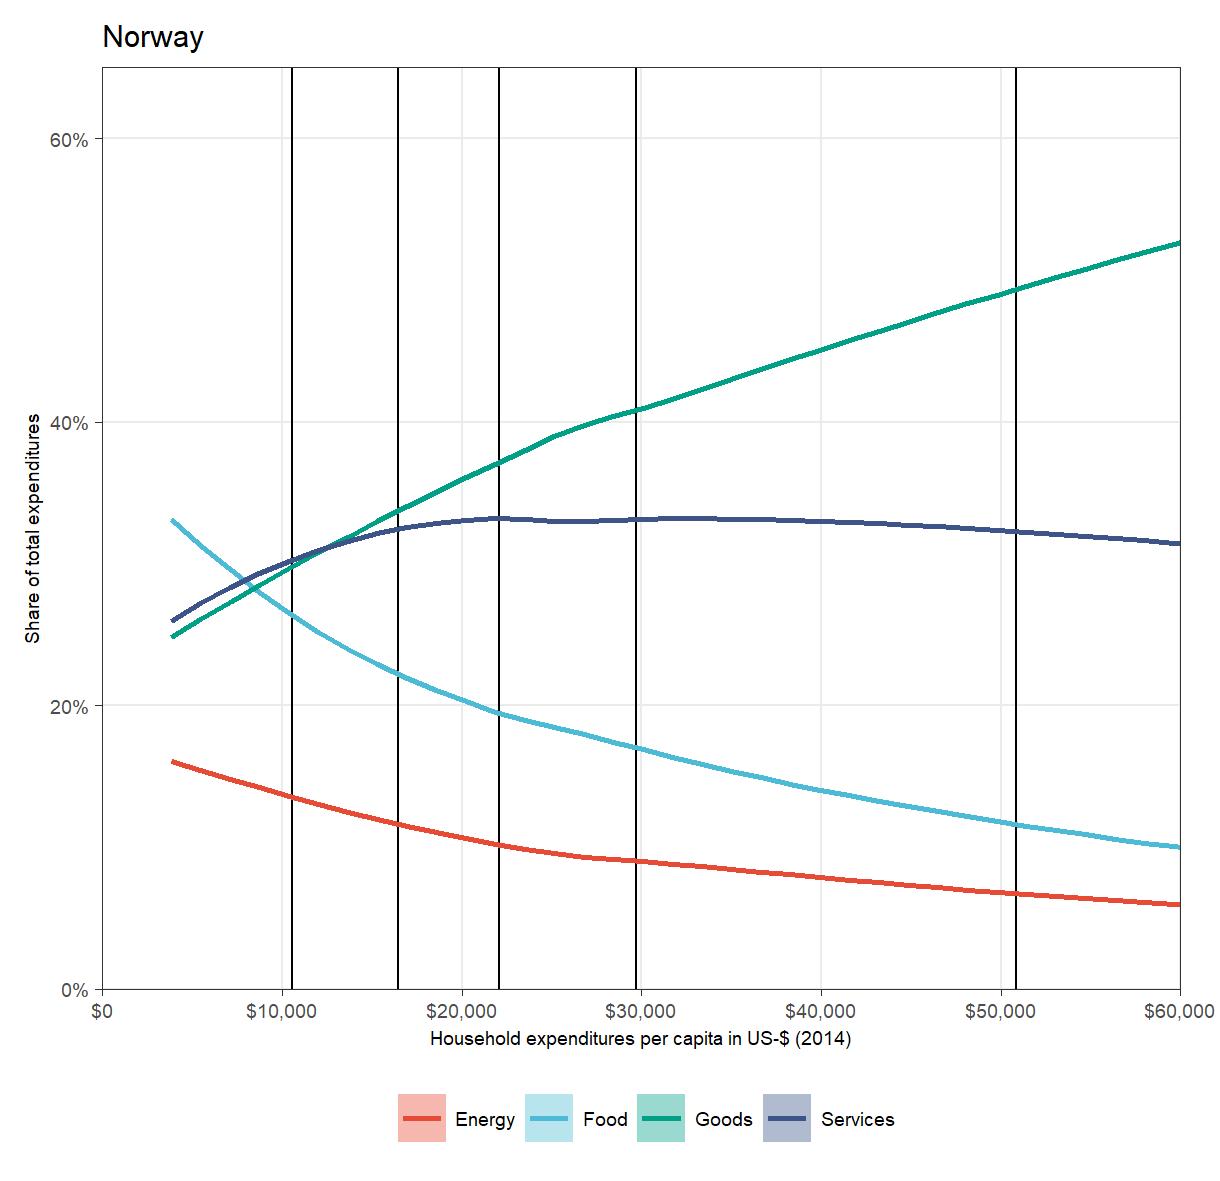 Norway
60%
40%
20%
0%
Share of total expenditures
$0 $10,000 $20,000 $30,000 $40,000 $50,000 $60,000
Household expenditures per capita in US-$ (2014)
Energy Food Goods Services